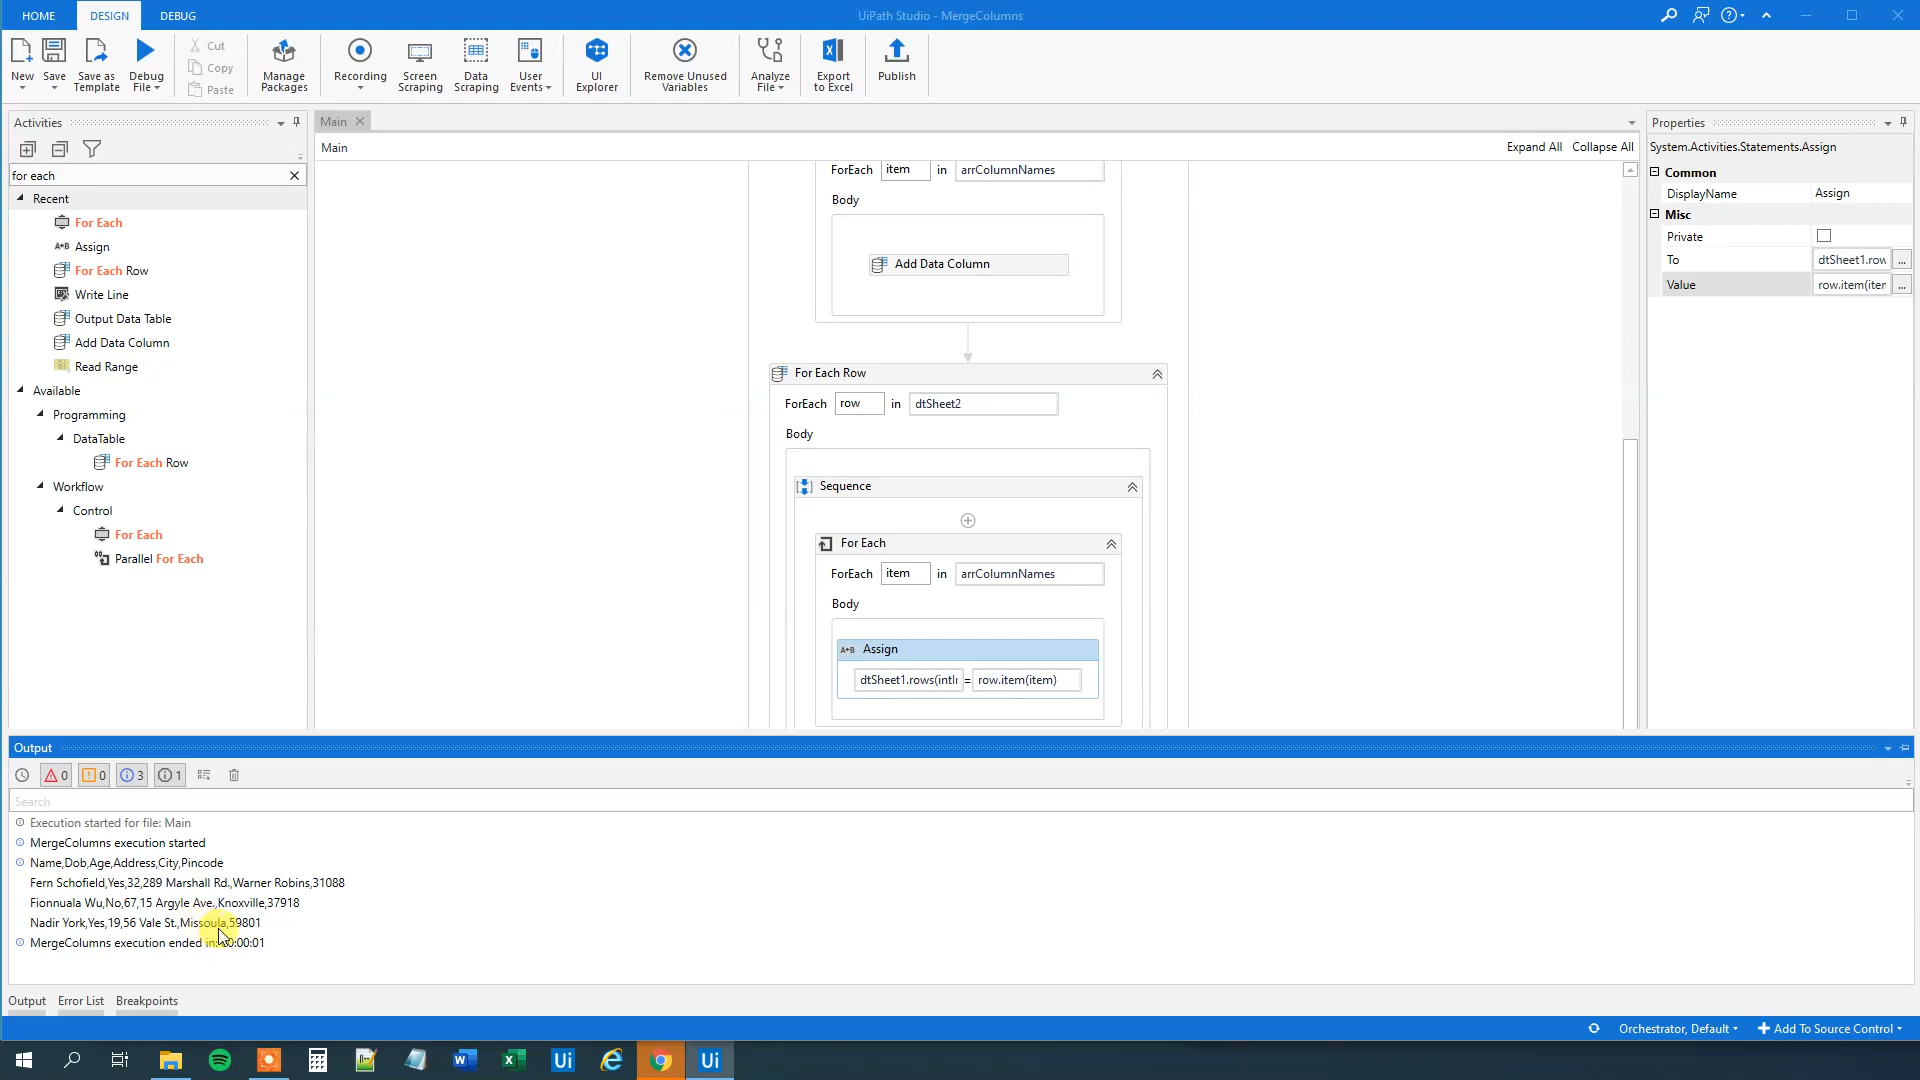 HOME DESIGN DEBUG UiPath Studio - MergeColumns
New Save Save as Template Debug File Cut Copy Paste Manage Packages Recording Screen Scraping Data Scraping User Events UI Explorer Remove Unused Variables Analyze File Export to Excel Publish
Activities
for each
Recent
For Each
A+B Assign
For Each Row
Write Line
Output Data Table
Add Data Column
Read Range
Available
Programming
DataTable
For Each Row
Workflow
Control
For Each
Parallel For Each
Main
Main Expand All Collapse All
ForEach item in arrColumnNames
Body
Add Data Column
For Each Row
ForEach row in dtSheet2
Body
Sequence
For Each
ForEach item in arrColumnNames
Body
A+B Assign
dtSheet1.rows(intI = row.item(item)
Properties
System.Activities.Statements.Assign
Common
DisplayName Assign
Misc
Private
To dtSheet1.row ...
Value row.item(iter ...
Output
0 0 3 1
Search
Execution started for file: Main
MergeColumns execution started
Name,Dob,Age,Address,City,Pincode
Fern Schofield,Yes,32,289 Marshall Rd.,Warner Robins,31088
Fionnuala Wu,No,67,15 Argyle Ave.,Knoxville,37918
Nadir York,Yes,19,56 Vale St.,Missoula,59801
MergeColumns execution ended in: 00:00:01
Output Error List Breakpoints
Orchestrator, Default Add To Source Control
Ui Ui